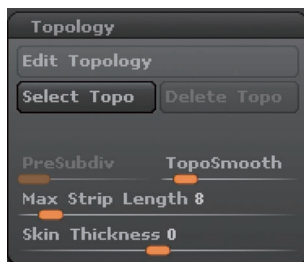 Topology
Edit Topology
Select Topo Delete Topo
PreSubdiv TopoSmooth
Max Strip Length 8
Skin Thickness 0